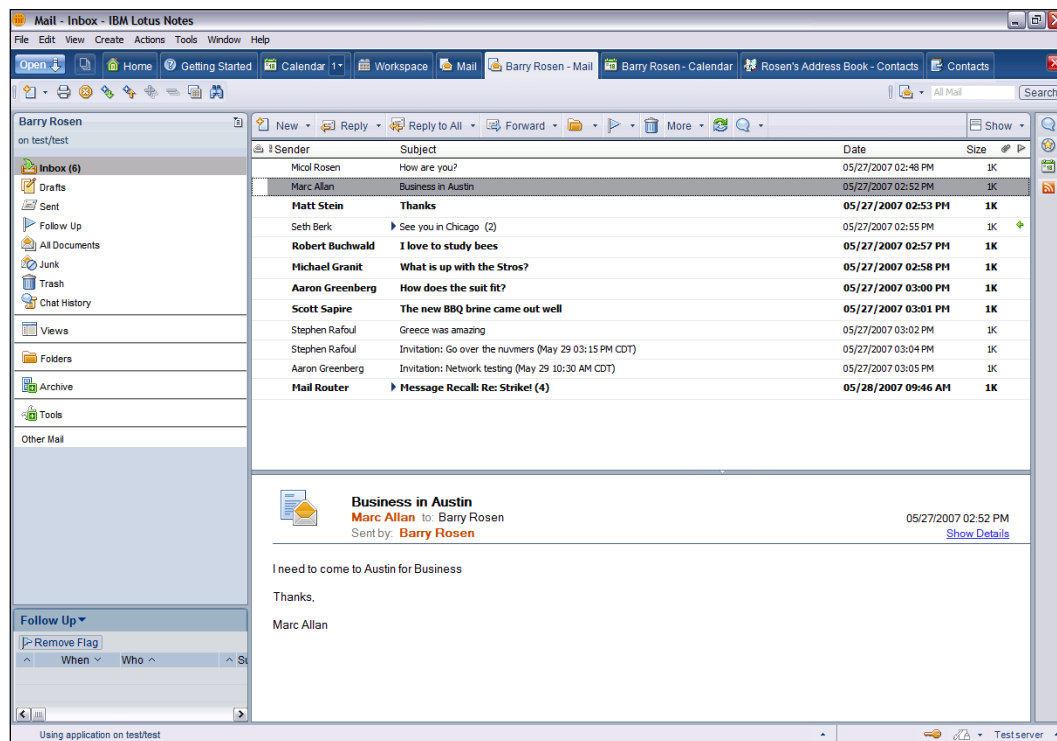 Mail - Inbox - IBM Lotus Notes
File Edit View Create Actions Tools Window Help
Open Home Getting Started Calendar 1 Workspace Mail Barry Rosen - Mail Barry Rosen - Calendar Rosen's Address Book - Contacts Contacts
All Mail Search
Barry Rosen
on test/test
Inbox (6)
Drafts
Sent
Follow Up
All Documents
Junk
Trash
Chat History
Views
Folders
Archive
Tools
Other Mail
New Reply Reply to All Forward More Show
! Sender Subject Date Size
Micol Rosen How are you? 05/27/2007 02:48 PM 1K
Marc Allan Business in Austin 05/27/2007 02:52 PM 1K
Matt Stein Thanks 05/27/2007 02:53 PM 1K
Seth Berk See you in Chicago (2) 05/27/2007 02:55 PM 1K
Robert Buchwald I love to study bees 05/27/2007 02:57 PM 1K
Michael Granit What is up with the Stros? 05/27/2007 02:58 PM 1K
Aaron Greenberg How does the suit fit? 05/27/2007 03:00 PM 1K
Scott Sapire The new BBQ brine came out well 05/27/2007 03:01 PM 1K
Stephen Rafoul Greece was amazing 05/27/2007 03:02 PM 1K
Stephen Rafoul Invitation: Go over the nuvmers (May 29 03:15 PM CDT) 05/27/2007 03:04 PM 1K
Aaron Greenberg Invitation: Network testing (May 29 10:30 AM CDT) 05/27/2007 03:05 PM 1K
Mail Router Message Recall: Re: Strike! (4) 05/28/2007 09:46 AM 1K
Business in Austin
Marc Allan to: Barry Rosen 05/27/2007 02:52 PM
Sent by: Barry Rosen Show Details
I need to come to Austin for Business
Thanks,
Marc Allan
Follow Up
Remove Flag
When Who Su
Using application on test/test Testserver